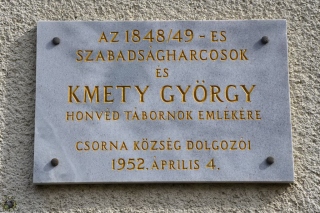 AZ 1848/49 - ES
SZABADSÁGHARCOSOK
ÉS
KMETY GYÖRGY
HONVÉD TÁBORNOK EMLÉKÉRE
CSORNA KÖZSÉG DOLGOZÓI
1952. ÁPRILIS 4.